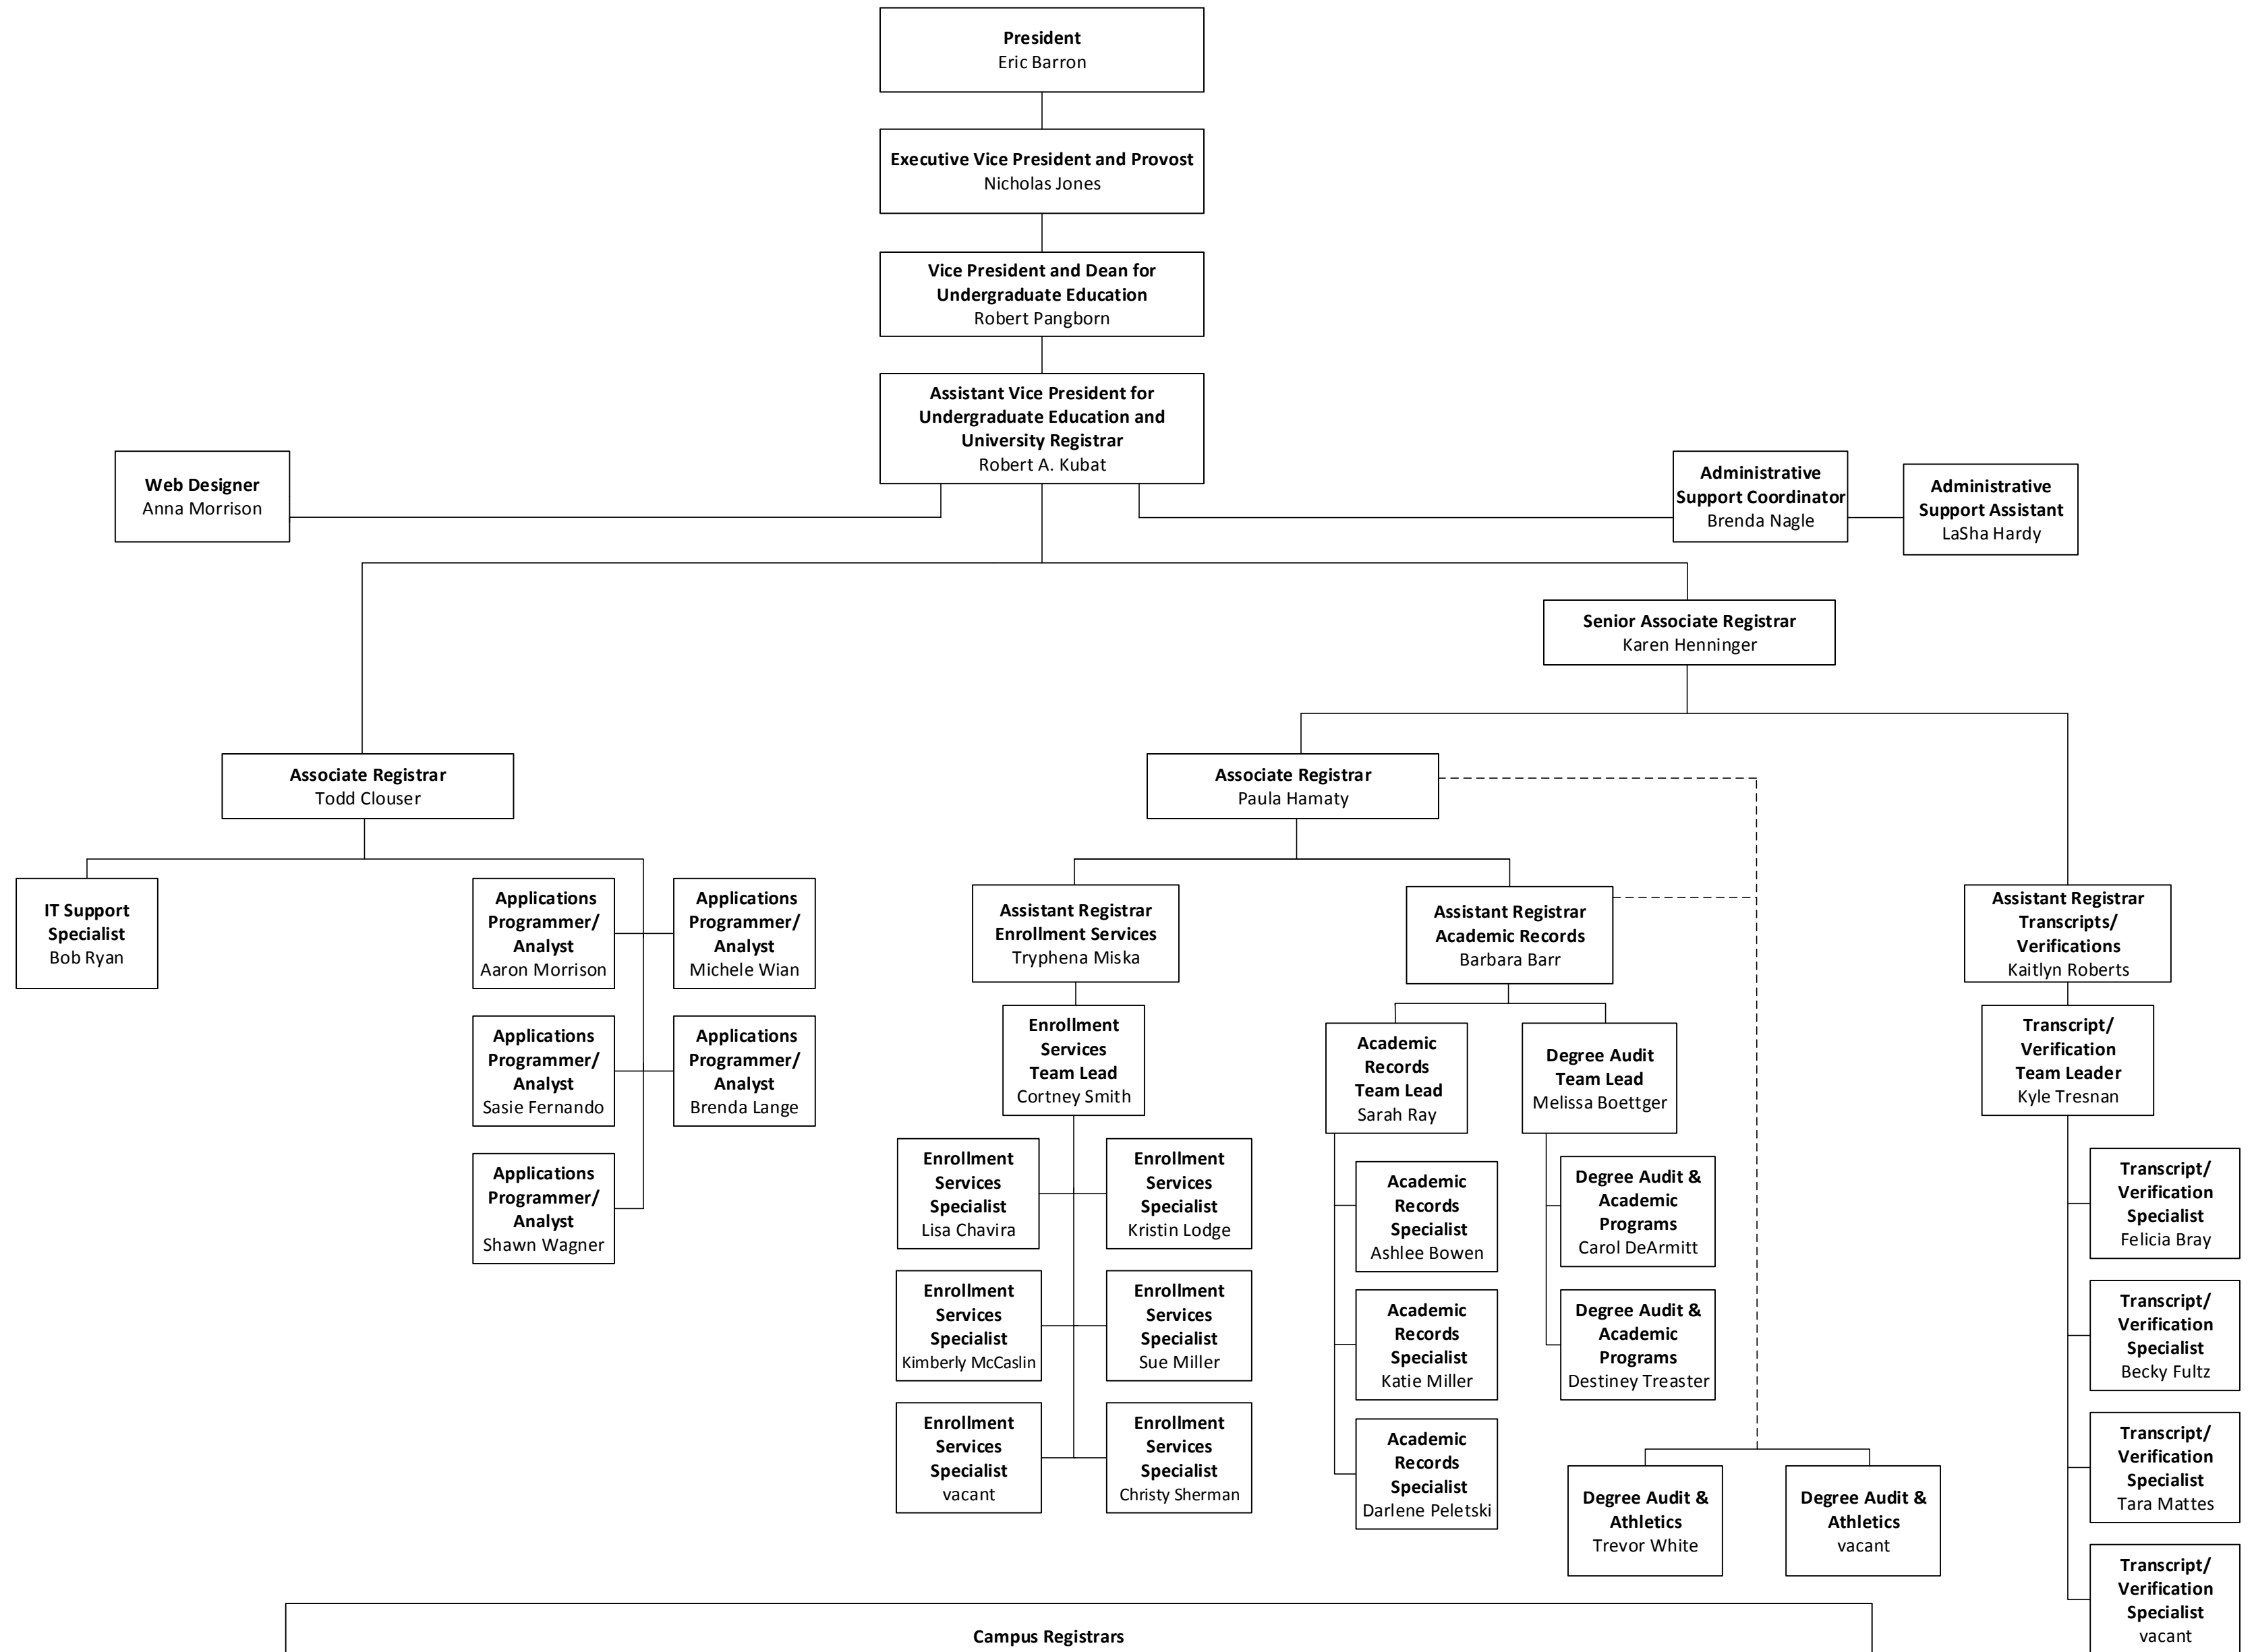 President
Eric Barron
Executive Vice President and Provost
Nicholas Jones
Vice President and Dean for
Undergraduate Education
Robert Pangborn
Assistant Vice President for
Undergraduate Education and
University Registrar
Robert A. Kubat
Web Designer
Anna Morrison
Administrative
Support Coordinator
Brenda Nagle
Administrative
Support Assistant
LaSha Hardy
Senior Associate Registrar
Karen Henninger
Associate Registrar
Todd Clouser
Associate Registrar
Paula Hamaty
IT Support
Specialist
Bob Ryan
Applications
Programmer/
Analyst
Aaron Morrison
Applications
Programmer/
Analyst
Michele Wian
Applications
Programmer/
Analyst
Sasie Fernando
Applications
Programmer/
Analyst
Brenda Lange
Applications
Programmer/
Analyst
Shawn Wagner
Assistant Registrar
Enrollment Services
Tryphena Miska
Enrollment
Services
Team Lead
Cortney Smith
Enrollment
Services
Specialist
Lisa Chavira
Enrollment
Services
Specialist
Kristin Lodge
Enrollment
Services
Specialist
Kimberly McCaslin
Enrollment
Services
Specialist
Sue Miller
Enrollment
Services
Specialist
vacant
Enrollment
Services
Specialist
Christy Sherman
Assistant Registrar
Academic Records
Barbara Barr
Academic
Records
Team Lead
Sarah Ray
Academic
Records
Specialist
Ashlee Bowen
Academic
Records
Specialist
Katie Miller
Academic
Records
Specialist
Darlene Peletski
Degree Audit
Team Lead
Melissa Boettger
Degree Audit &
Academic
Programs
Carol DeArmitt
Degree Audit &
Academic
Programs
Destiney Treaster
Degree Audit &
Athletics
Trevor White
Degree Audit &
Athletics
vacant
Assistant Registrar
Transcripts/
Verifications
Kaitlyn Roberts
Transcript/
Verification
Team Leader
Kyle Tresnan
Transcript/
Verification
Specialist
Felicia Bray
Transcript/
Verification
Specialist
Becky Fultz
Transcript/
Verification
Specialist
Tara Mattes
Transcript/
Verification
Specialist
vacant
Campus Registrars